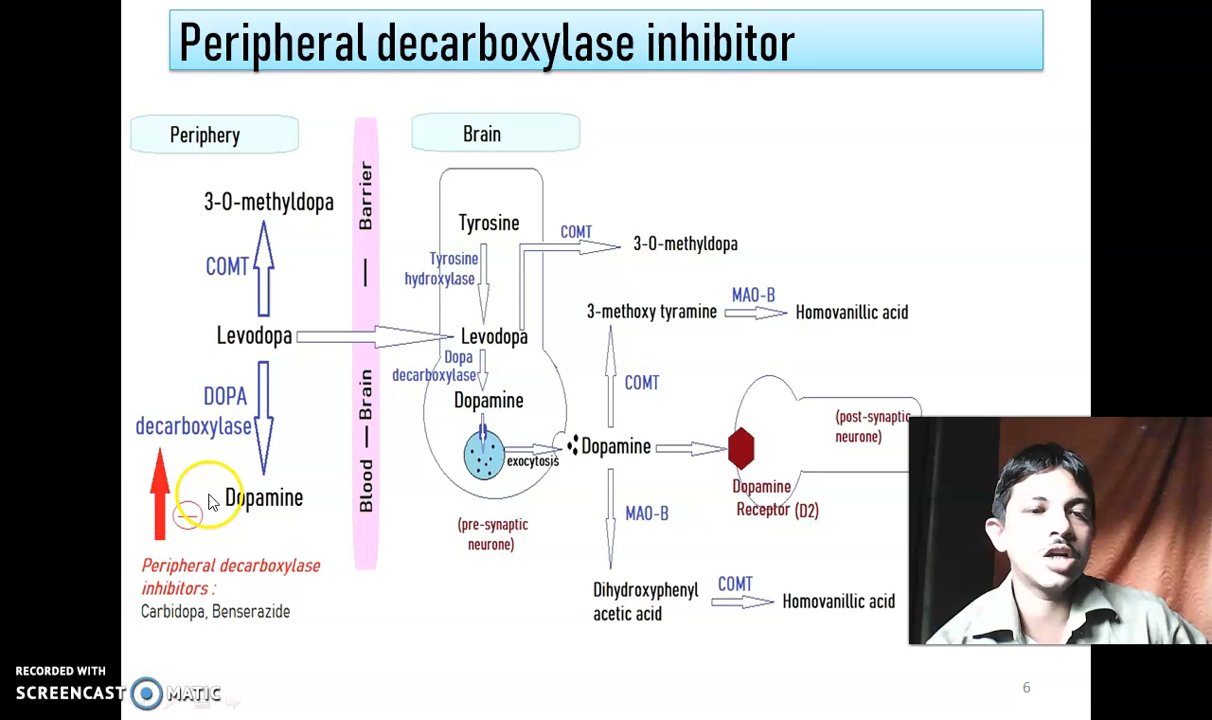 Peripheral decarboxylase inhibitor
Periphery
Brain
3-O-methyldopa
COMT
Levodopa
DOPA
decarboxylase
Dopamine
Peripheral decarboxylase
inhibitors :
Carbidopa, Benserazide
Blood — Brain — Barrier
Tyrosine
Tyrosine
hydroxylase
Levodopa
Dopa
decarboxylase
Dopamine
exocytosis
(pre-synaptic
neurone)
COMT
3-O-methyldopa
3-methoxy tyramine
MAO-B
Homovanillic acid
COMT
Dopamine
MAO-B
Dihydroxyphenyl
acetic acid
COMT
Homovanillic acid
(post-synaptic
neurone)
Dopamine
Receptor (D2)
RECORDED WITH
SCREENCAST MATIC
6